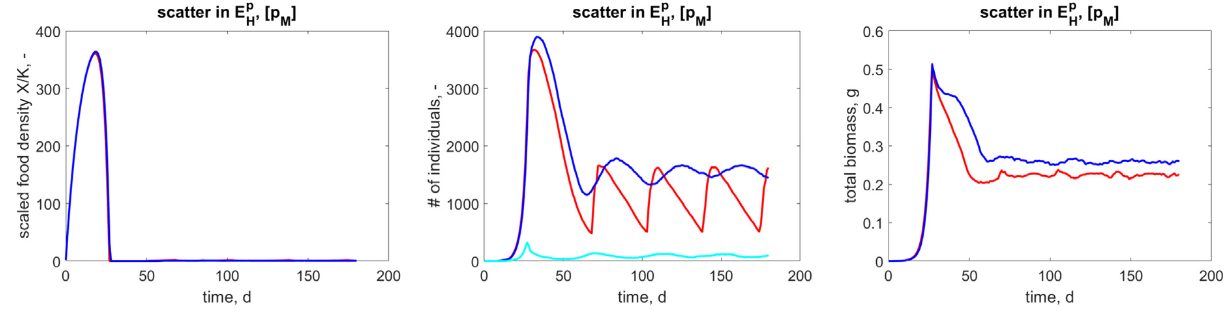 scatter in E_H^p, [p_M]
scaled food density X/K, -
400
300
200
100
0
0 50 100 150 200
time, d
scatter in E_H^p, [p_M]
# of individuals, -
4000
3000
2000
1000
0
0 50 100 150 200
time, d
scatter in E_H^p, [p_M]
total biomass, g
0.6
0.5
0.4
0.3
0.2
0.1
0
0 50 100 150 200
time, d